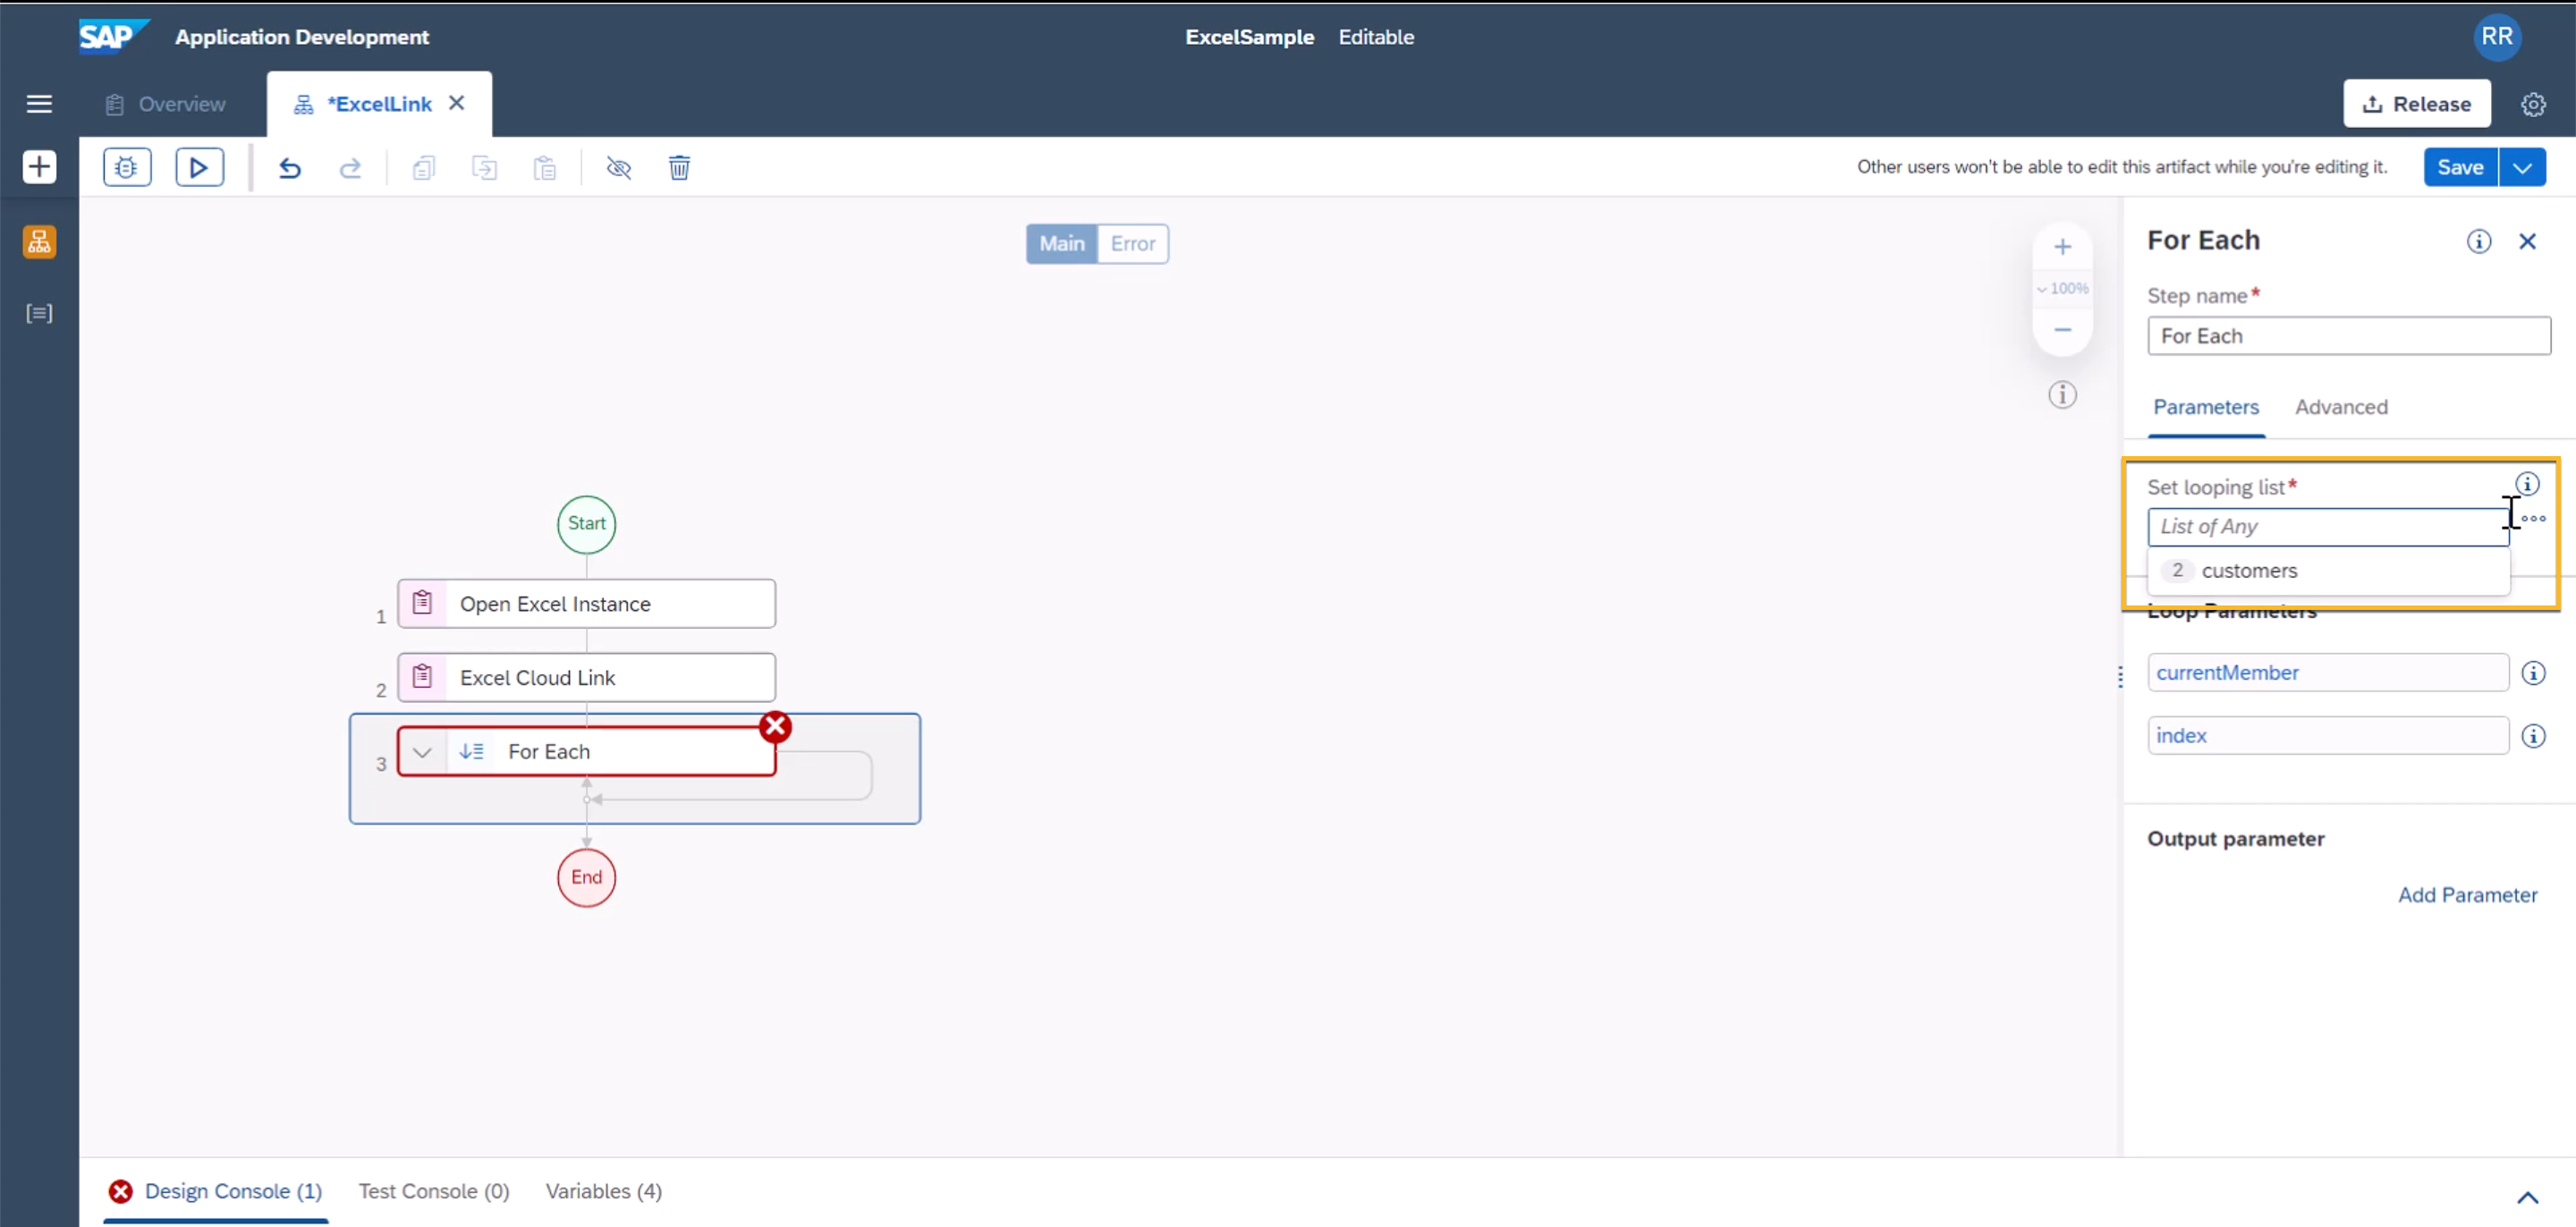 SAP Application Development ExcelSample Editable RR
Overview *ExcelLink Release
Other users won't be able to edit this artifact while you're editing it. Save
Main Error
100%
For Each
Step name*
For Each
Parameters Advanced
Set looping list*
List of Any
2 customers
Loop Parameters
currentMember
index
Output parameter
Add Parameter
Start
1 Open Excel Instance
2 Excel Cloud Link
3 For Each
End
Design Console (1) Test Console (0) Variables (4)